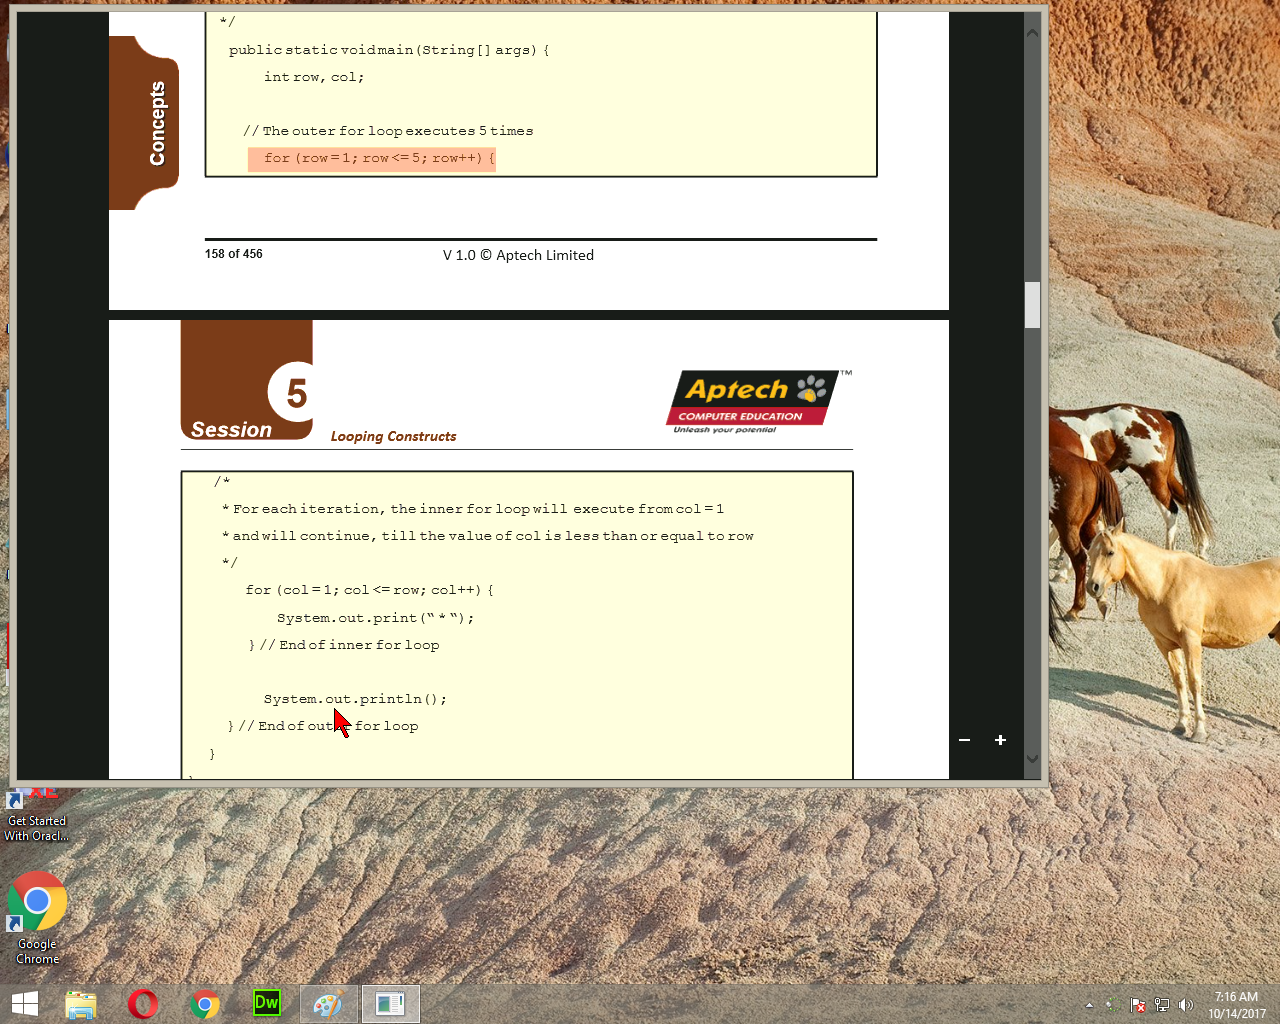 */
public static void main (String [] args) {
int row, col;
// The outer for loop executes 5 times
for (row = 1; row <= 5; row++) {
Concepts
158 of 456
V 1.0 © Aptech Limited
5
Session
Looping Constructs
Aptech ™
COMPUTER EDUCATION
Unleash your potential
/*
* For each iteration, the inner for loop will execute from col = 1
* and will continue, till the value of col is less than or equal to row
*/
for (col = 1; col <= row; col++) {
System.out.print (“ * “);
} // End of inner for loop
System.out.println ();
} // End of outer for loop
}
Get Started
With Oracl...
Google
Chrome
Dw
7:16 AM
10/14/2017